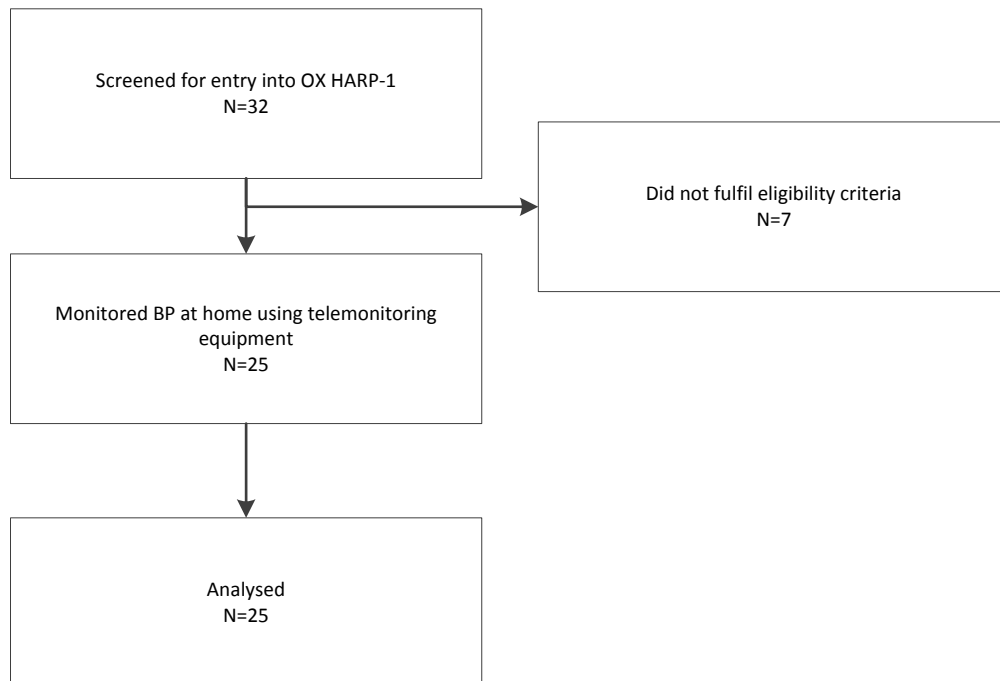 Screened for entry into OX HARP-1
N=32
Did not fulfil eligibility criteria
N=7
Monitored BP at home using telemonitoring
equipment
N=25
Analysed
N=25